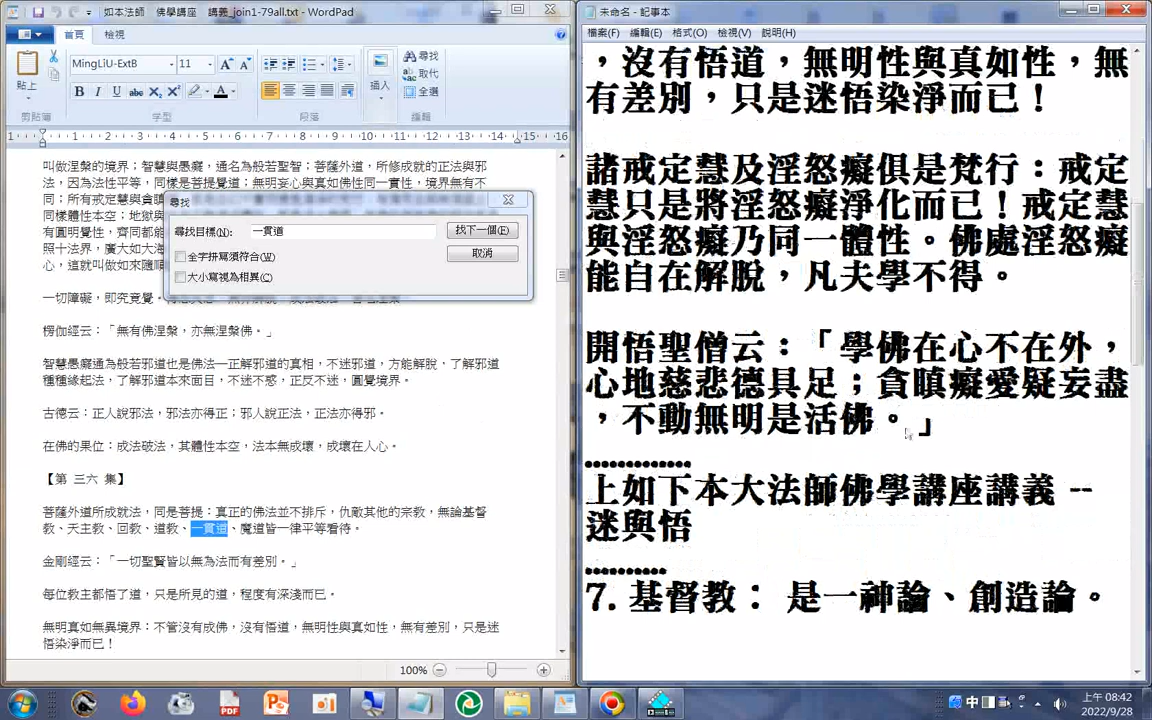 如本法師　佛學講座　講義_join1-79all.txt - WordPad
首頁
檢視
貼上
剪貼簿
MingLiU-ExtB
11
字型
段落
插入
尋找
取代
全選
編輯
叫做涅槃的境界；智慧與愚癡，通名為般若聖智；菩薩外道，所修成就的正法與邪
法，因為法性平等，同樣是菩提覺道；無明妄心與真如佛性同一實性，境界無有不
同；所有戒定慧與貪瞋
同樣體性本空；地獄與
有圓明覺性，齊同都能
照十法界，廣大如大海
心，這就叫做如來隨順
一切障礙，即究竟覺。
尋找
尋找目標(N):
一貫道
找下一個(F)
全字拼寫須符合(W)
取消
大小寫視為相異(C)
楞伽經云：「無有佛涅槃，亦無涅槃佛。」
智慧愚癡通為般若邪道也是佛法—正解邪道的真相，不迷邪道，方能解脫，了解邪道
種種緣起法，了解邪道本來面目，不迷不惑，正反不迷，圓覺境界。
古德云：正人說邪法，邪法亦得正；邪人說正法，正法亦得邪。
在佛的果位：成法破法，其體性本空，法本無成壞，成壞在人心。
【第 三六 集】
菩薩外道所成就法，同是菩提：真正的佛法並不排斥，仇敵其他的宗教，無論基督
教、天主教、回教、道教、一貫道、魔道皆一律平等看待。
金剛經云：「一切聖賢皆以無為法而有差別。」
每位教主都悟了道，只是所見的道，程度有深淺而已。
無明真如無異境界：不管沒有成佛，沒有悟道，無明性與真如性，無有差別，只是迷
悟染淨而已！
100%
未命名 - 記事本
檔案(F)　編輯(E)　格式(O)　檢視(V)　說明(H)
，沒有悟道，無明性與真如性，無
有差別，只是迷悟染淨而已！
諸戒定慧及淫怒癡俱是梵行：戒定
慧只是將淫怒癡淨化而已！戒定慧
與淫怒癡乃同一體性。佛處淫怒癡
能自在解脫，凡夫學不得。
開悟聖僧云：「學佛在心不在外，
心地慈悲德具足；貪瞋癡愛疑妄盡
，不動無明是活佛。」
上如下本大法師佛學講座講義 --
迷與悟
7. 基督教： 是一神論、創造論。
中
上午 08:42
2022/9/28